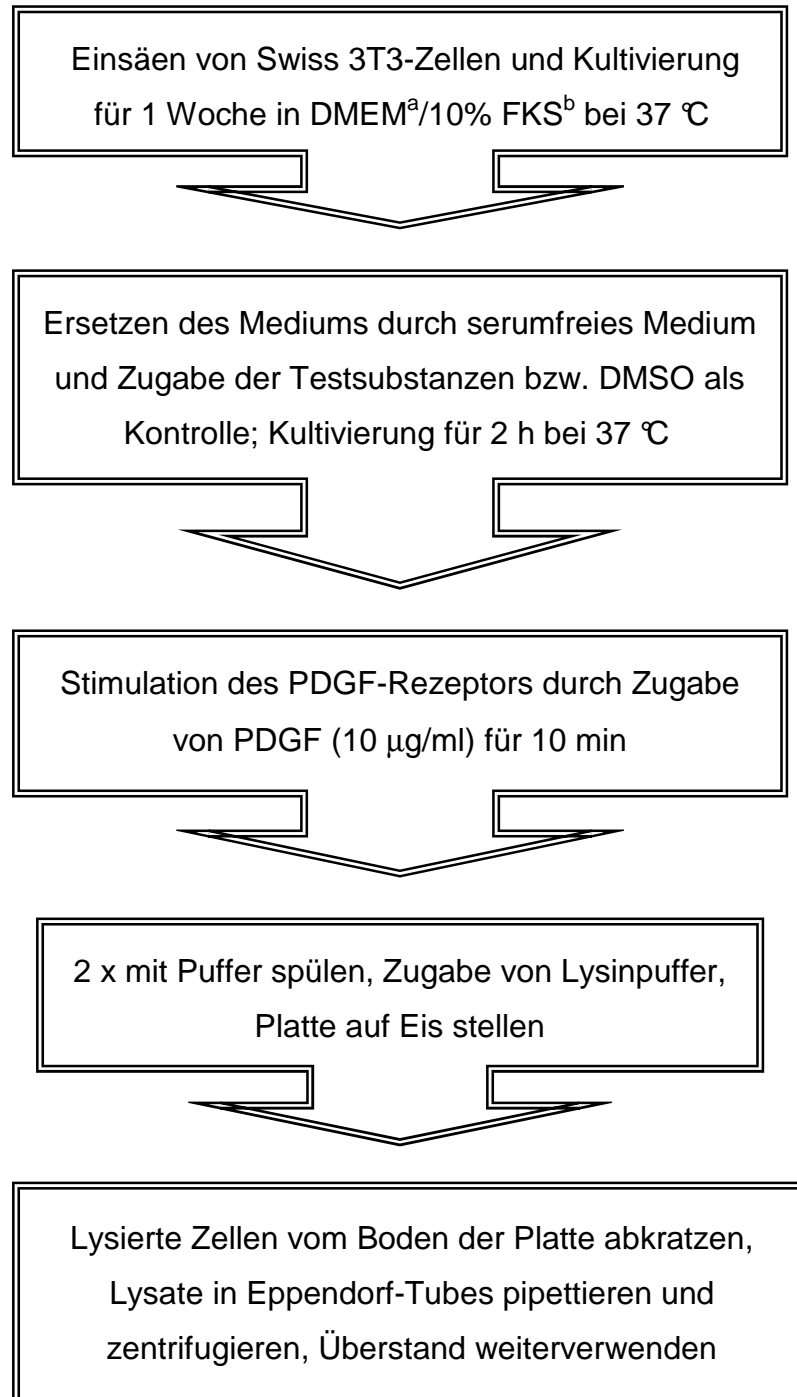 Einsäen von Swiss 3T3-Zellen und Kultivierung
für 1 Woche in DMEMᵃ/10% FKSᵇ bei 37 °C
Ersetzen des Mediums durch serumfreies Medium
und Zugabe der Testsubstanzen bzw. DMSO als
Kontrolle; Kultivierung für 2 h bei 37 °C
Stimulation des PDGF-Rezeptors durch Zugabe
von PDGF (10 µg/ml) für 10 min
2 x mit Puffer spülen, Zugabe von Lysinpuffer,
Platte auf Eis stellen
Lysierte Zellen vom Boden der Platte abkratzen,
Lysate in Eppendorf-Tubes pipettieren und
zentrifugieren, Überstand weiterverwenden